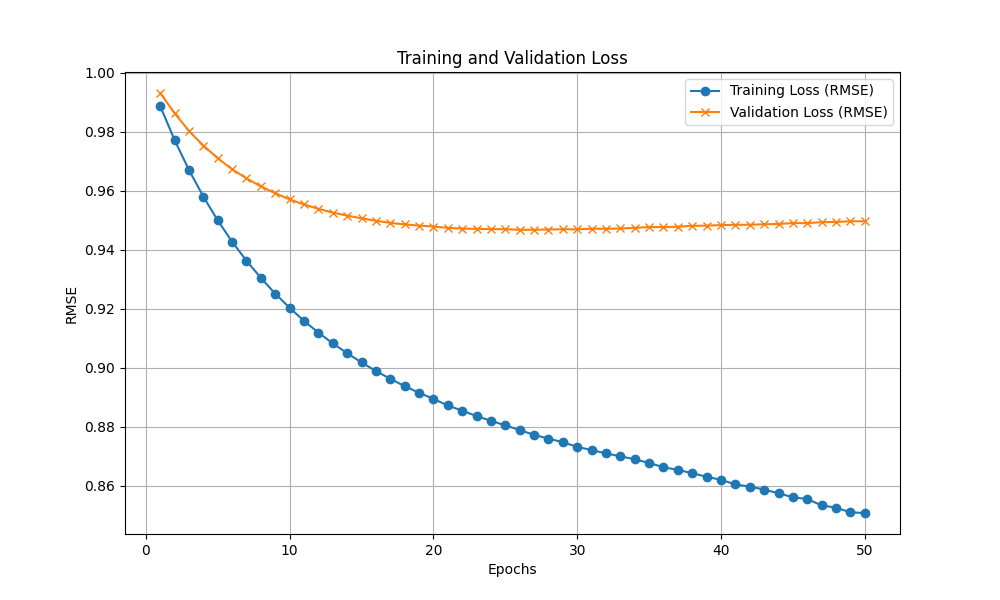 Training and Validation Loss
Training Loss (RMSE)
Validation Loss (RMSE)
RMSE
1.00
0.98
0.96
0.94
0.92
0.90
0.88
0.86
0
10
20
30
40
50
Epochs